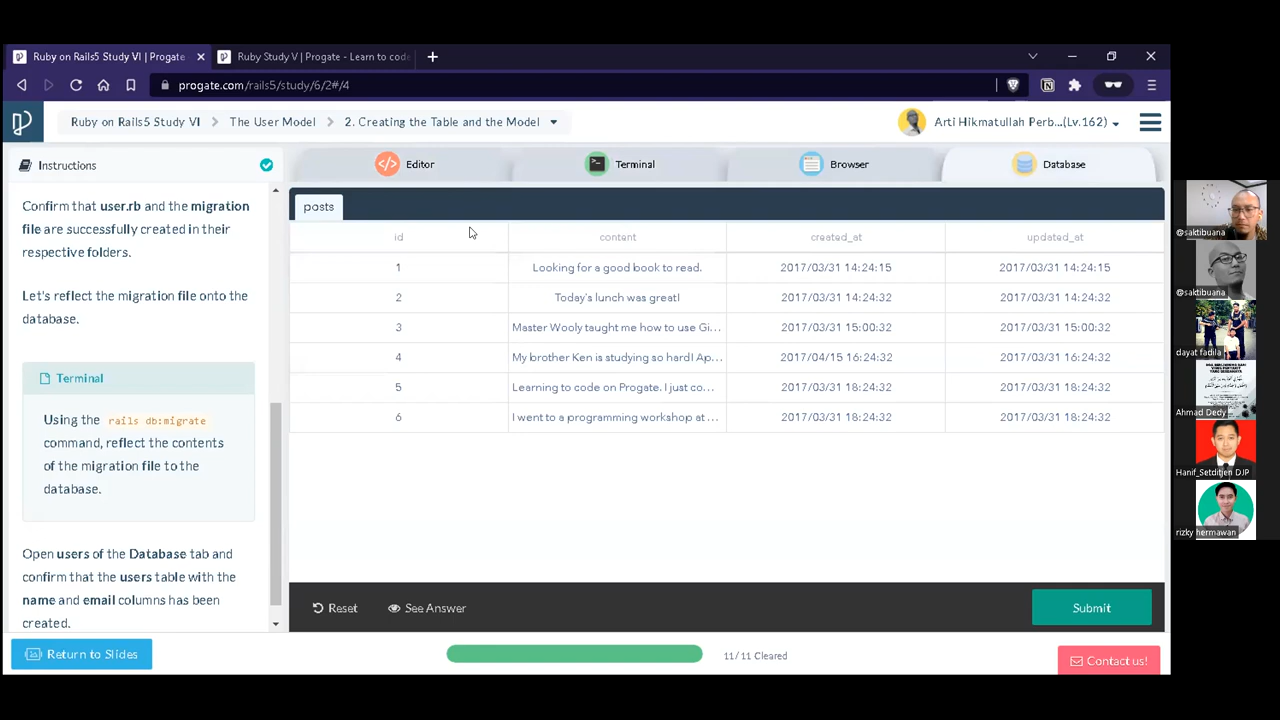 Ruby on Rails5 Study VI | Progate
Ruby Study V | Progate - Learn to code
progate.com/rails5/study/6/2#/4
Ruby on Rails5 Study VI
The User Model
2. Creating the Table and the Model
Arti Hikmatullah Perb...(Lv.162)
Instructions
Editor
Terminal
Browser
Database
Confirm that user.rb and the migration
file are successfully created in their
respective folders.
Let's reflect the migration file onto the
database.
Terminal
Using the rails db:migrate
command, reflect the contents
of the migration file to the
database.
Open users of the Database tab and
confirm that the users table with the
name and email columns has been
created.
posts
id content created_at updated_at
1 Looking for a good book to read. 2017/03/31 14:24:15 2017/03/31 14:24:15
2 Today's lunch was great! 2017/03/31 14:24:32 2017/03/31 14:24:32
3 Master Wooly taught me how to use Gi... 2017/03/31 15:00:32 2017/03/31 15:00:32
4 My brother Ken is studying so hard! Ap... 2017/04/15 16:24:32 2017/03/31 16:24:32
5 Learning to code on Progate. I just co... 2017/03/31 18:24:32 2017/03/31 18:24:32
6 I went to a programming workshop at ... 2017/03/31 18:24:32 2017/03/31 18:24:32
Reset
See Answer
Submit
Return to Slides
11/11 Cleared
Contact us!
@saktibuana
@saktibuana
dayat fadila
Ahmad Dedy
Hanif_Setditjen DJP
rizky hermawan